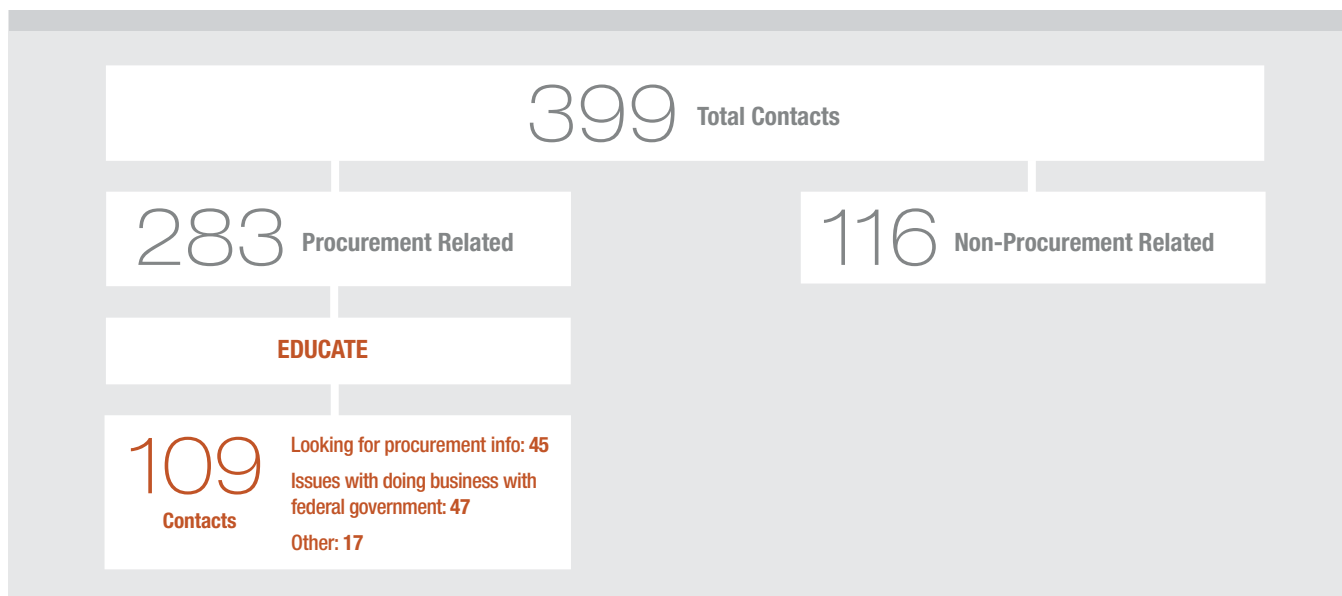 399 Total Contacts
283 Procurement Related
116 Non-Procurement Related
EDUCATE
109
Contacts
Looking for procurement info: 45
Issues with doing business with
federal government: 47
Other: 17